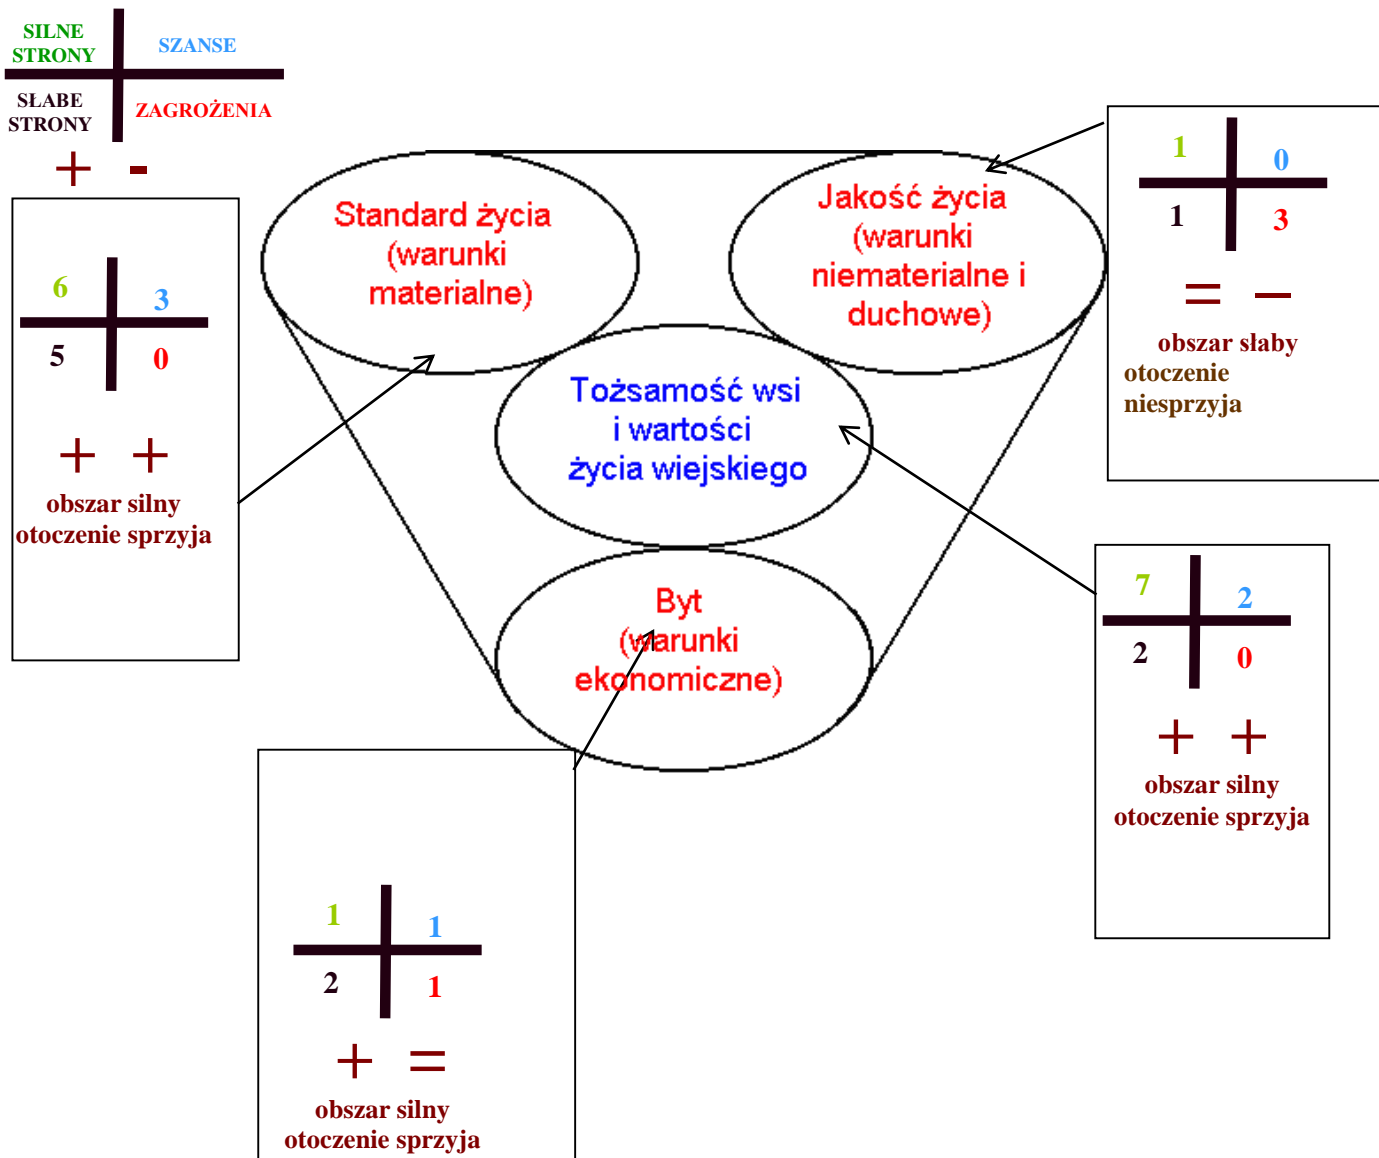 SILNE
STRONY
SZANSE
SŁABE
STRONY
ZAGROŻENIA
+ -
6
3
5
0
+ +
obszar silny
otoczenie sprzyja
Standard życia
(warunki
materialne)
Jakość życia
(warunki
niematerialne i
duchowe)
Tożsamość wsi
i wartości
życia wiejskiego
Byt
(warunki
ekonomiczne)
1
0
1
3
= –
obszar słaby
otoczenie
niesprzyja
7
2
2
0
+ +
obszar silny
otoczenie sprzyja
1
1
2
1
+ =
obszar silny
otoczenie sprzyja